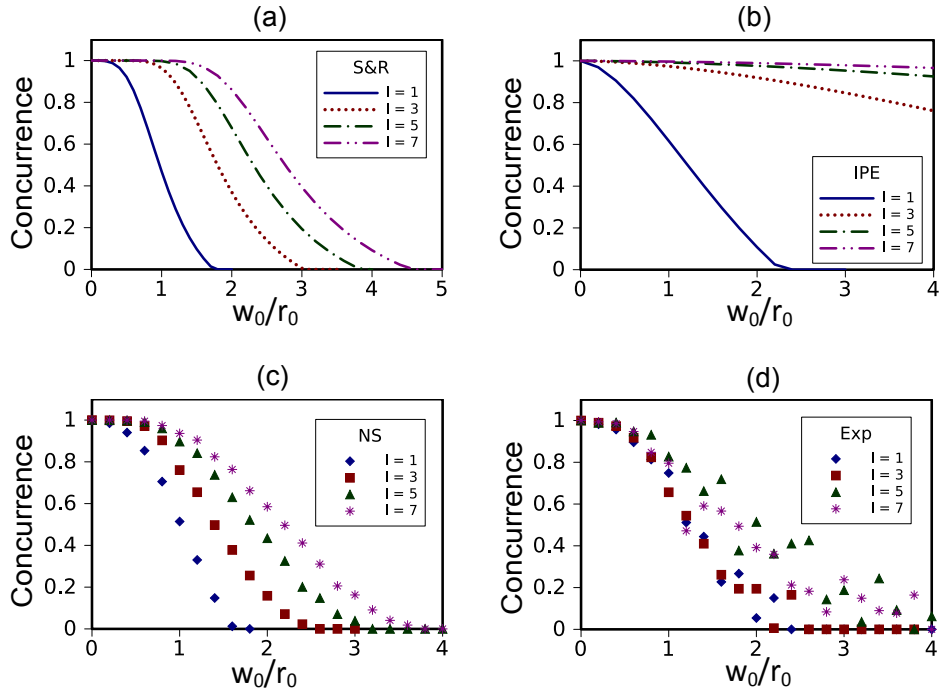 (a)
Concurrence
1
0.8
0.6
0.4
0.2
0
0 1 2 3 4 5
w0/r0
S&R
l = 1
l = 3
l = 5
l = 7
(b)
Concurrence
1
0.8
0.6
0.4
0.2
0
0 1 2 3 4
w0/r0
IPE
l = 1
l = 3
l = 5
l = 7
(c)
Concurrence
1
0.8
0.6
0.4
0.2
0
0 1 2 3 4
w0/r0
NS
l = 1
l = 3
l = 5
l = 7
(d)
Concurrence
1
0.8
0.6
0.4
0.2
0
0 1 2 3 4
w0/r0
Exp
l = 1
l = 3
l = 5
l = 7